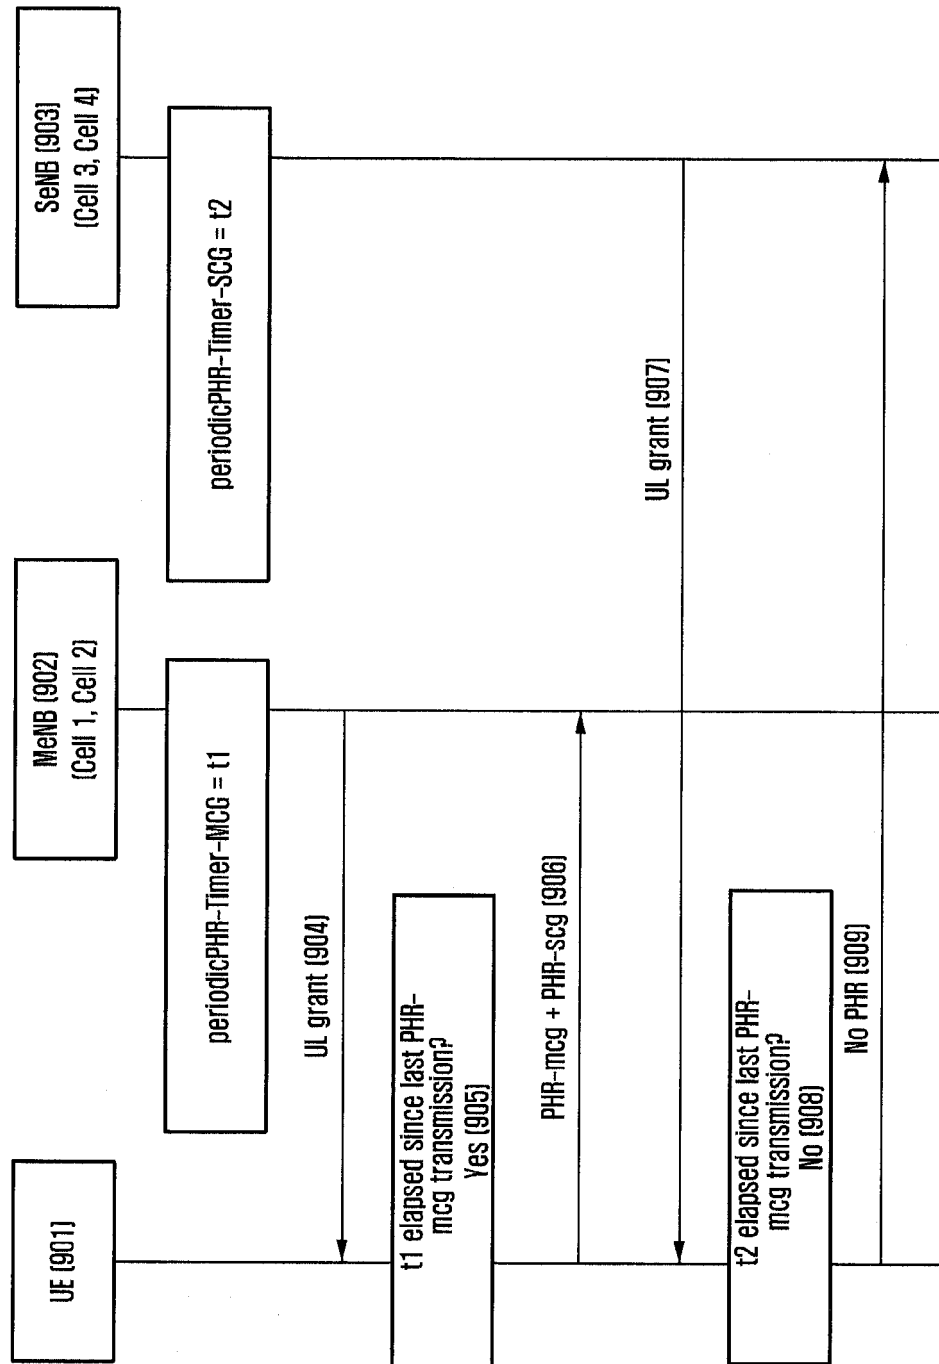 UE (901)
MeNB (902)
(Cell 1, Cell 2)
SeNB (903)
(Cell 3, Cell 4)
periodicPHR-Timer-MCG = t1
periodicPHR-Timer-SCG = t2
UL grant (904)
t1 elapsed since last PHR-
mcg transmission?
Yes (905)
PHR-mcg + PHR-scg (906)
UL grant (907)
t2 elapsed since last PHR-
mcg transmission?
No (908)
No PHR (909)